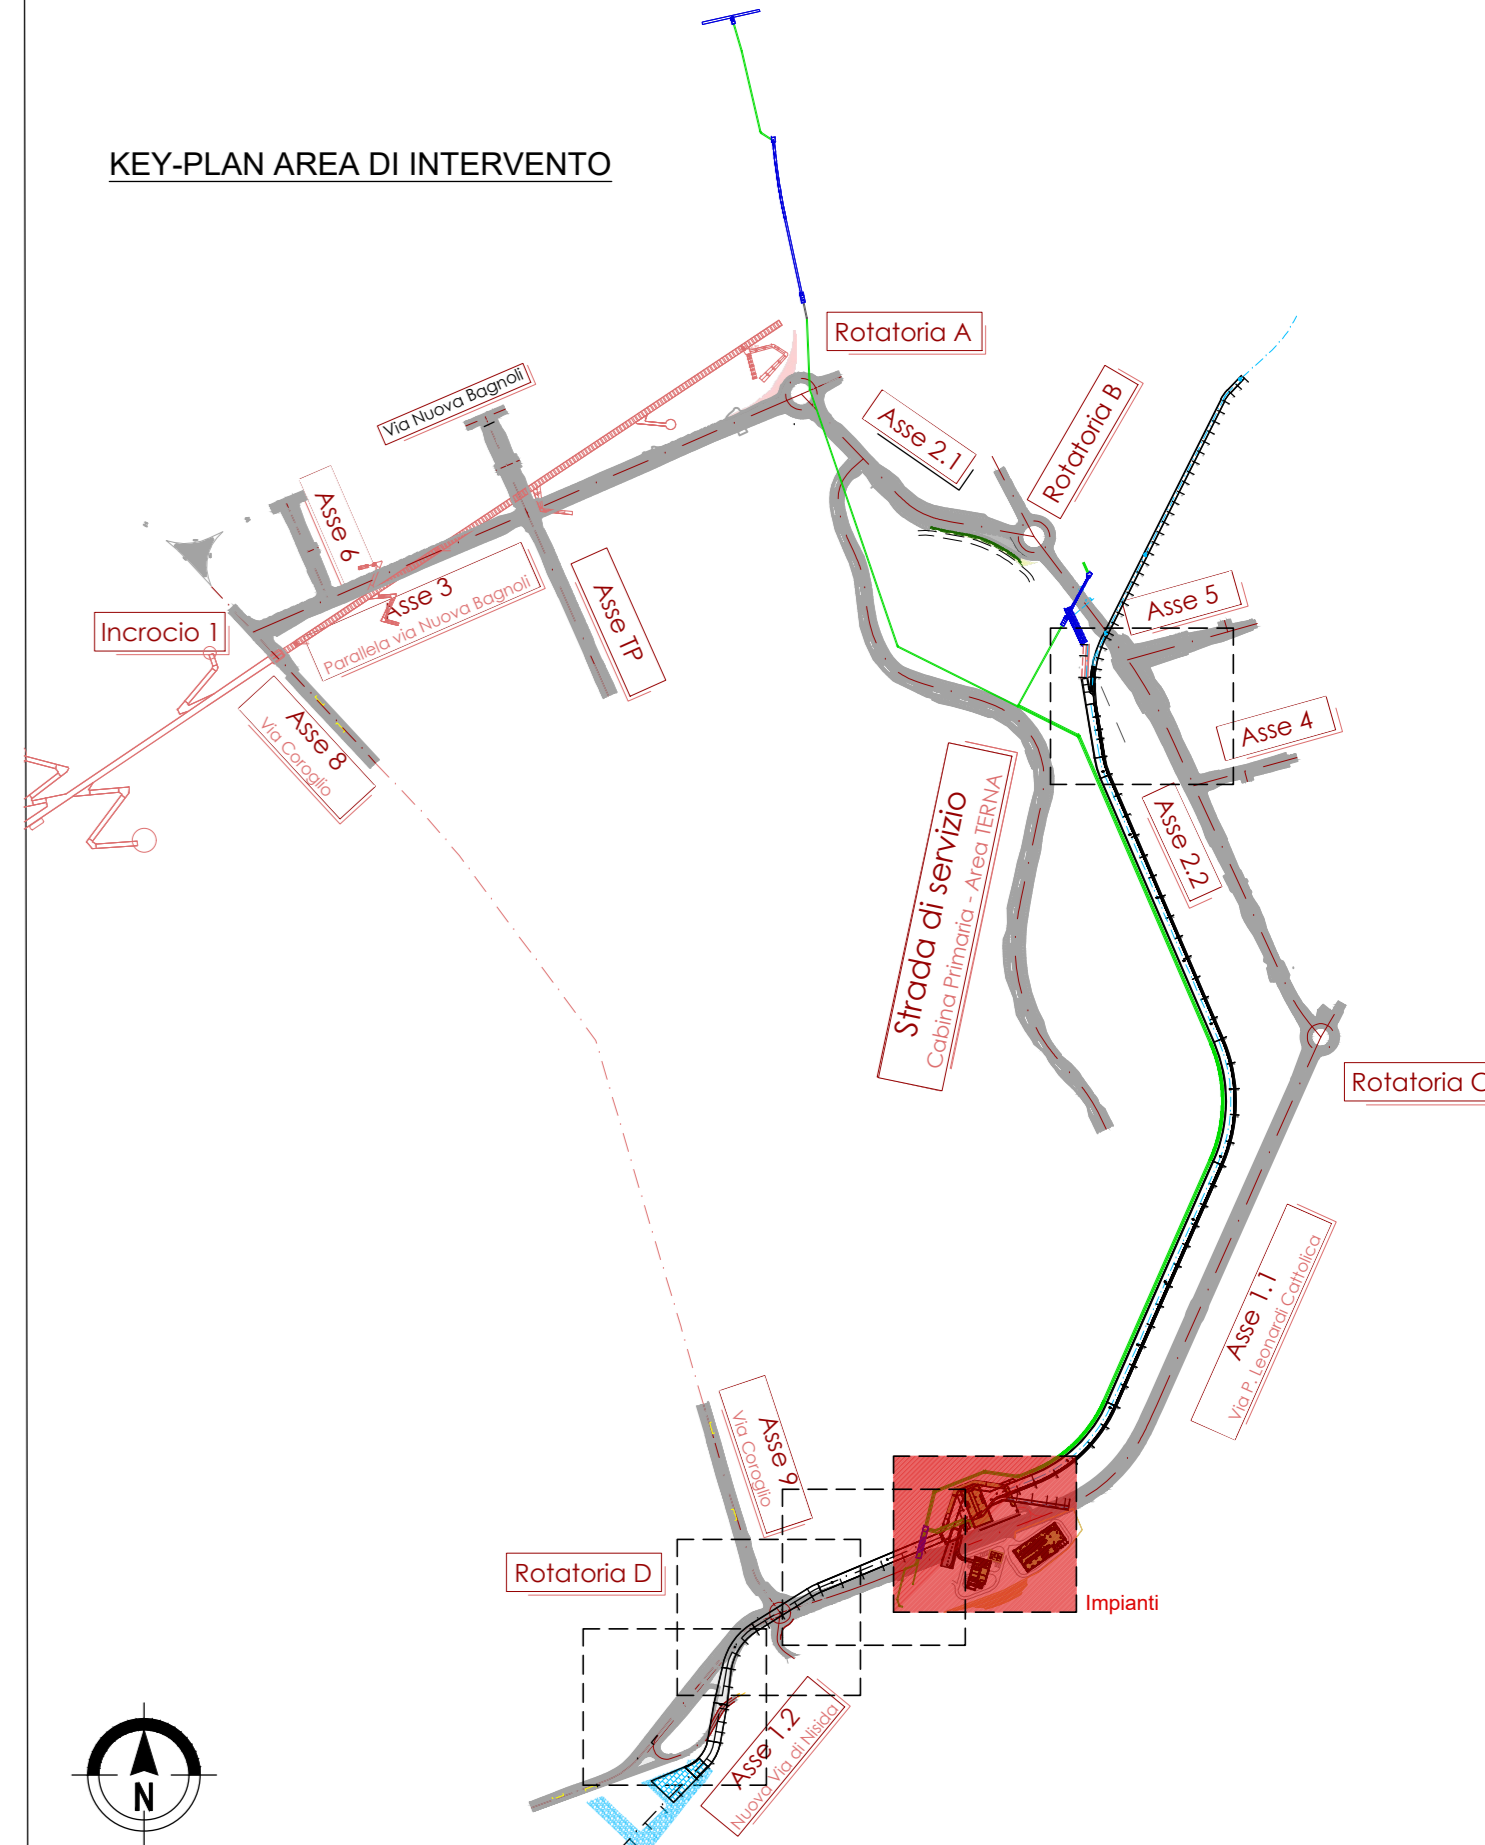 KEY-PLAN AREA DI INTERVENTO
Rotatoria A
Via Nuova Bagnoli
Asse 2.1
Rotatoria B
Asse 6
Asse 3
Parallela via Nuova Bagnoli
Asse TP
Asse 5
Incrocio 1
Asse 8
Via Coroglio
Asse 4
Strada di servizio
Cabina Primaria - Area TERNA
Asse 2.2
Rotatoria C
Asse 1.1
Via P. Leonardi Cattolica
Asse 9
Via Coroglio
Rotatoria D
Impianti
Asse 1.2
Nuova Via di Nisida
N